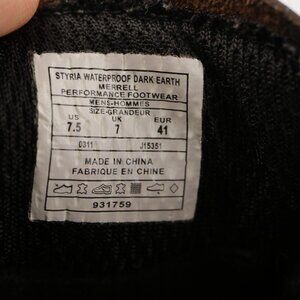 STYRIA WATERPROOF DARK EARTH
MERRELL
PERFORMANCE FOOTWEAR
MENS-HOMMES
SIZE-GRANDEUR
US UK EUR
7.5 7 41
0311 J15351
MADE IN CHINA
FABRIQUE EN CHINE
931759